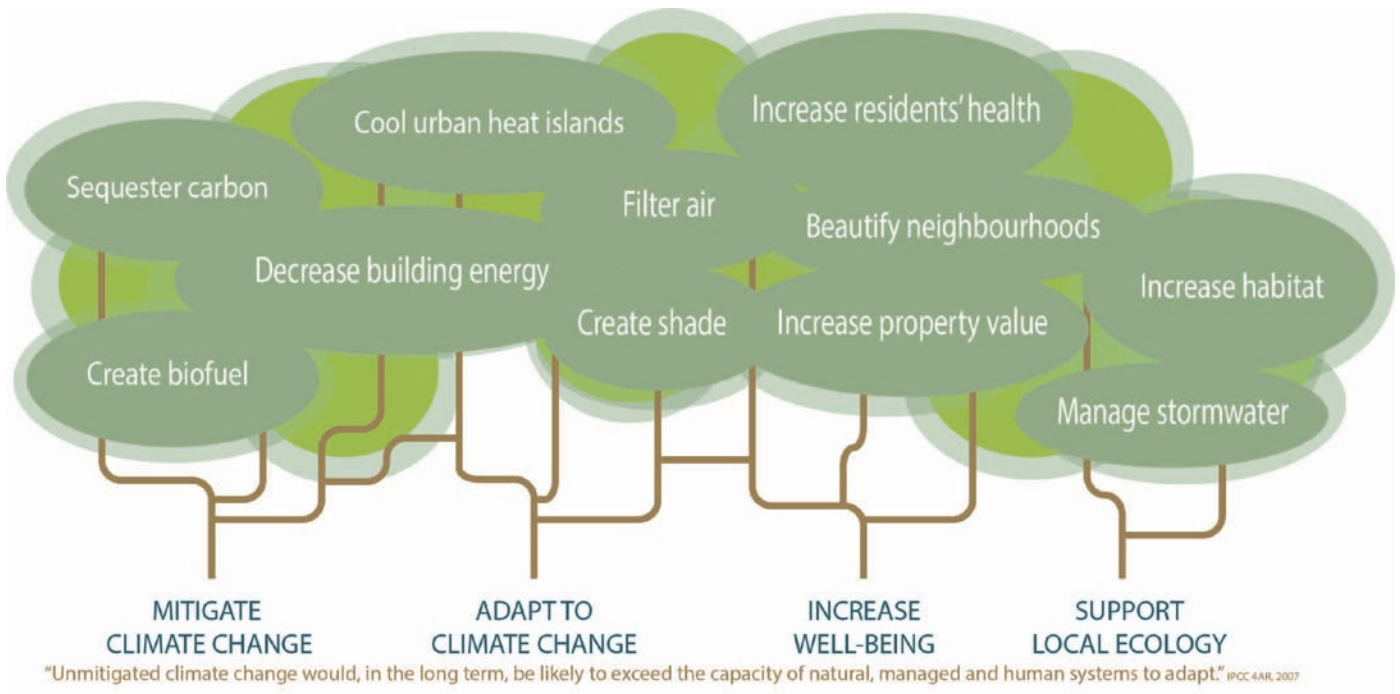 Cool urban heat islands
Increase residents' health
Sequester carbon
Filter air
Beautify neighbourhoods
Decrease building energy
Increase habitat
Create shade
Increase property value
Create biofuel
Manage stormwater
MITIGATE
CLIMATE CHANGE
ADAPT TO
CLIMATE CHANGE
INCREASE
WELL-BEING
SUPPORT
LOCAL ECOLOGY
“Unmitigated climate change would, in the long term, be likely to exceed the capacity of natural, managed and human systems to adapt.” IPCC 4AR, 2007